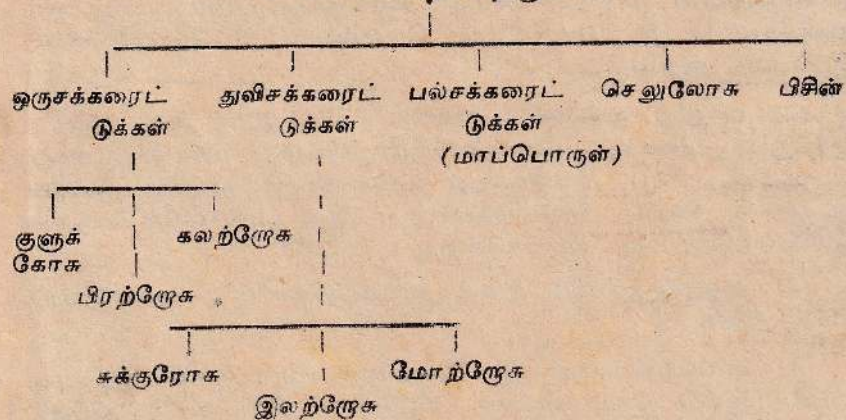 ஒருசக்கரைட் துவிசக்கரைட் பல்சக்கரைட் செலுலோசு பிசின்
டுக்கள் டுக்கள் டுக்கள்
(மாப்பொருள்)
குளுக் கலற்றோசு
கோசு
பிரற்றோசு
சுக்குரோசு மோற்றோசு
இலற்றோசு